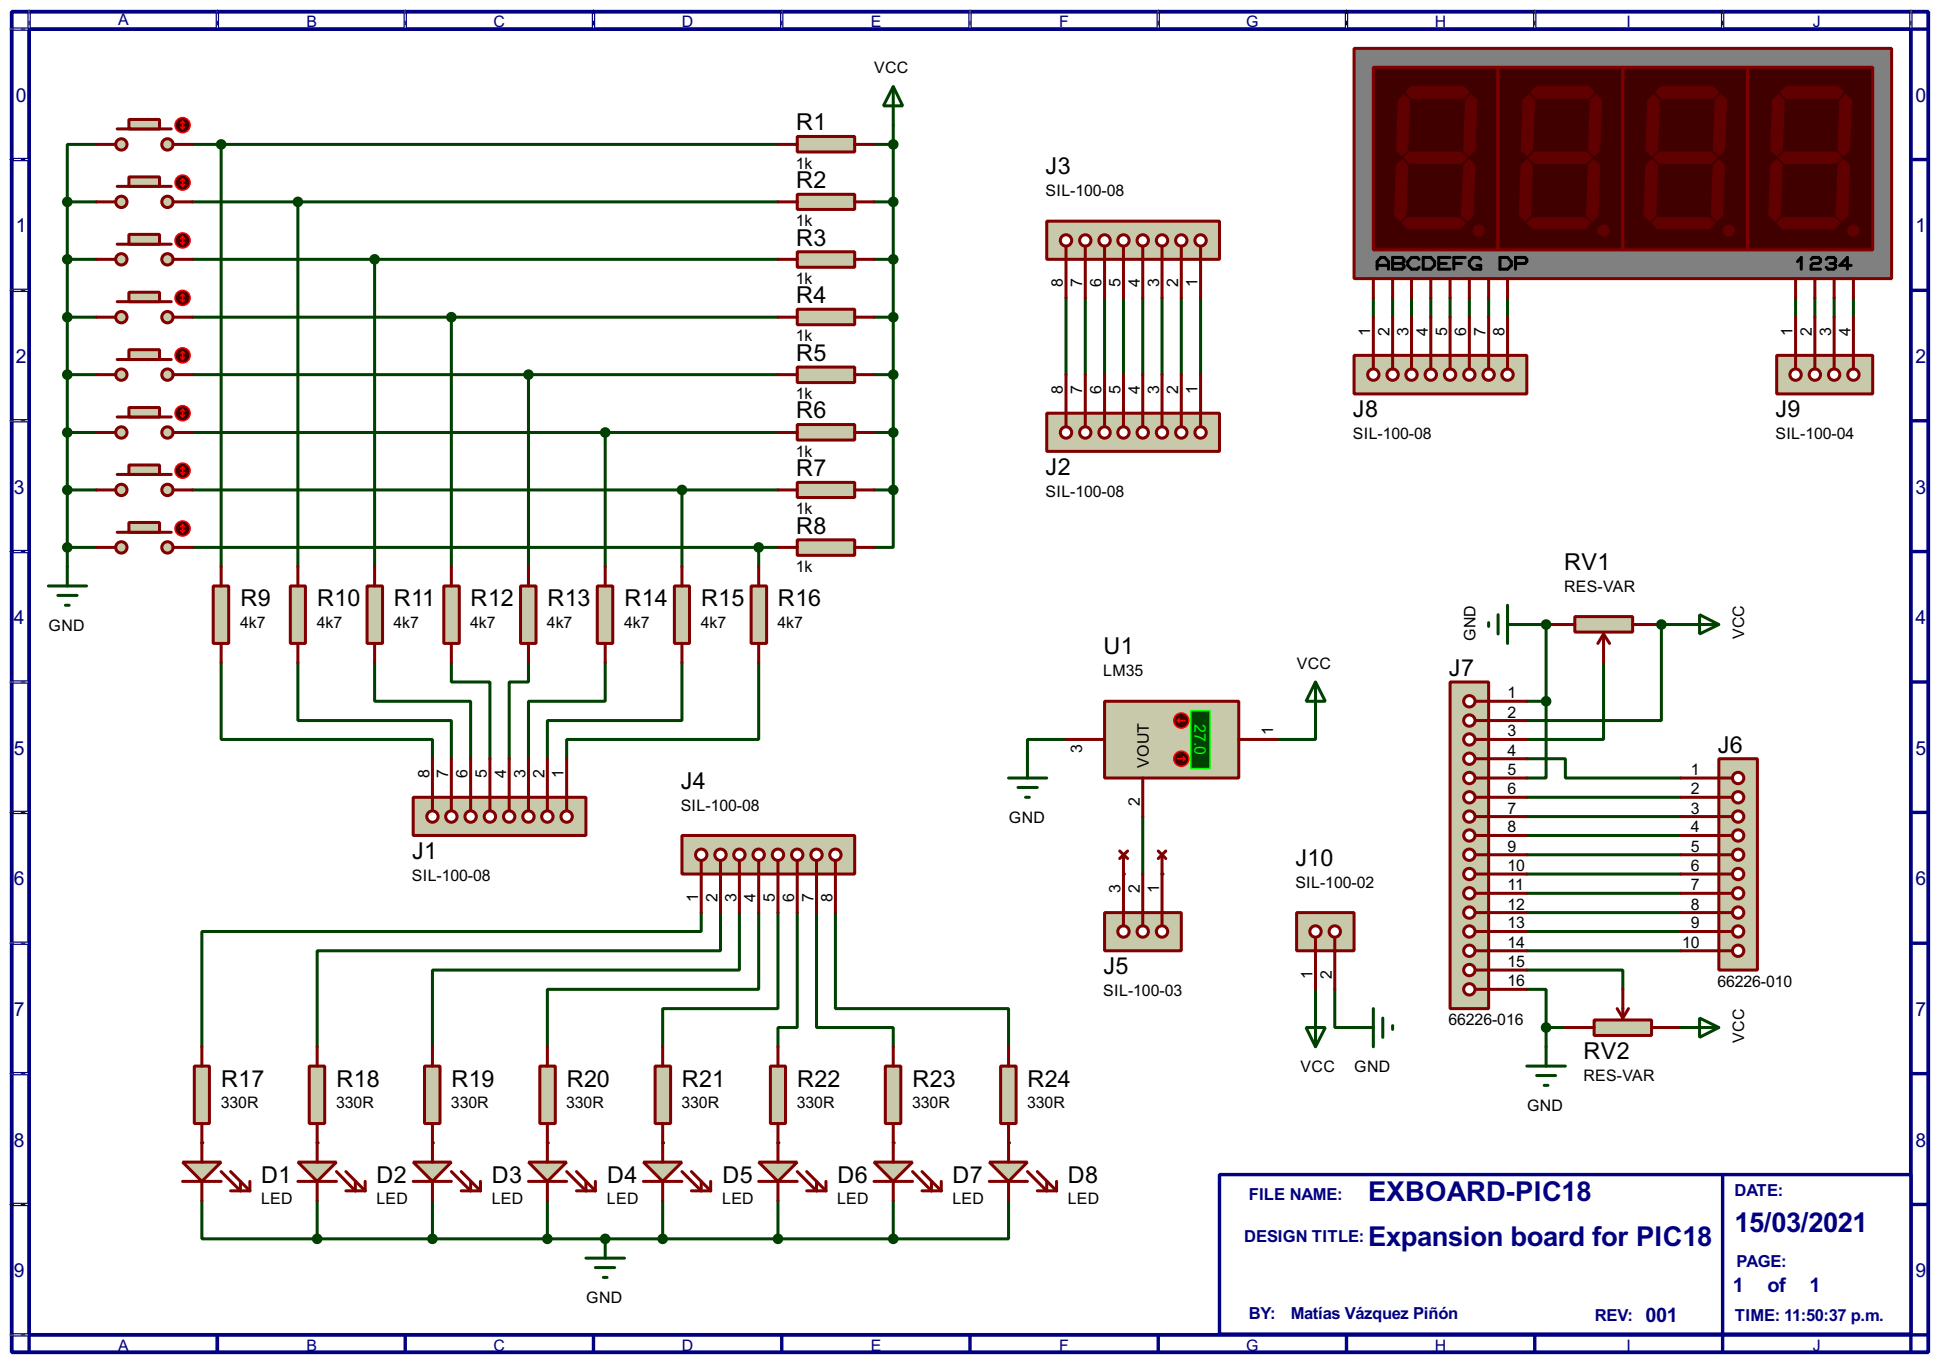 A B C D E F G H I J
0 0
1 1
2 2
3 3
4 4
5 5
6 6
7 7
8 8
9 9
VCC
R1
1k
R2
1k
R3
1k
R4
1k
R5
1k
R6
1k
R7
1k
R8
1k
GND
R9
4k7
R10
4k7
R11
4k7
R12
4k7
R13
4k7
R14
4k7
R15
4k7
R16
4k7
8 7 6 5 4 3 2 1
J1
SIL-100-08
J4
SIL-100-08
1 2 3 4 5 6 7 8
R17
330R
R18
330R
R19
330R
R20
330R
R21
330R
R22
330R
R23
330R
R24
330R
D1
LED
D2
LED
D3
LED
D4
LED
D5
LED
D6
LED
D7
LED
D8
LED
GND
J3
SIL-100-08
8 7 6 5 4 3 2 1
8 7 6 5 4 3 2 1
J2
SIL-100-08
ABCDEFG DP
1234
1 2 3 4 5 6 7 8
J8
SIL-100-08
1 2 3 4
J9
SIL-100-04
U1
LM35
VCC
VOUT
27.0
3
1
2
GND
3 2 1
J5
SIL-100-03
J10
SIL-100-02
1 2
VCC
GND
RV1
RES-VAR
GND
VCC
J7
1
2
3
4
5
6
7
8
9
10
11
12
13
14
15
16
66226-016
J6
1
2
3
4
5
6
7
8
9
10
66226-010
VCC
RV2
RES-VAR
GND
FILE NAME: EXBOARD-PIC18
DESIGN TITLE: Expansion board for PIC18
BY: Matías Vázquez Piñón
REV: 001
DATE:
15/03/2021
PAGE:
1 of 1
TIME: 11:50:37 p.m.
A B C D E F G H I J